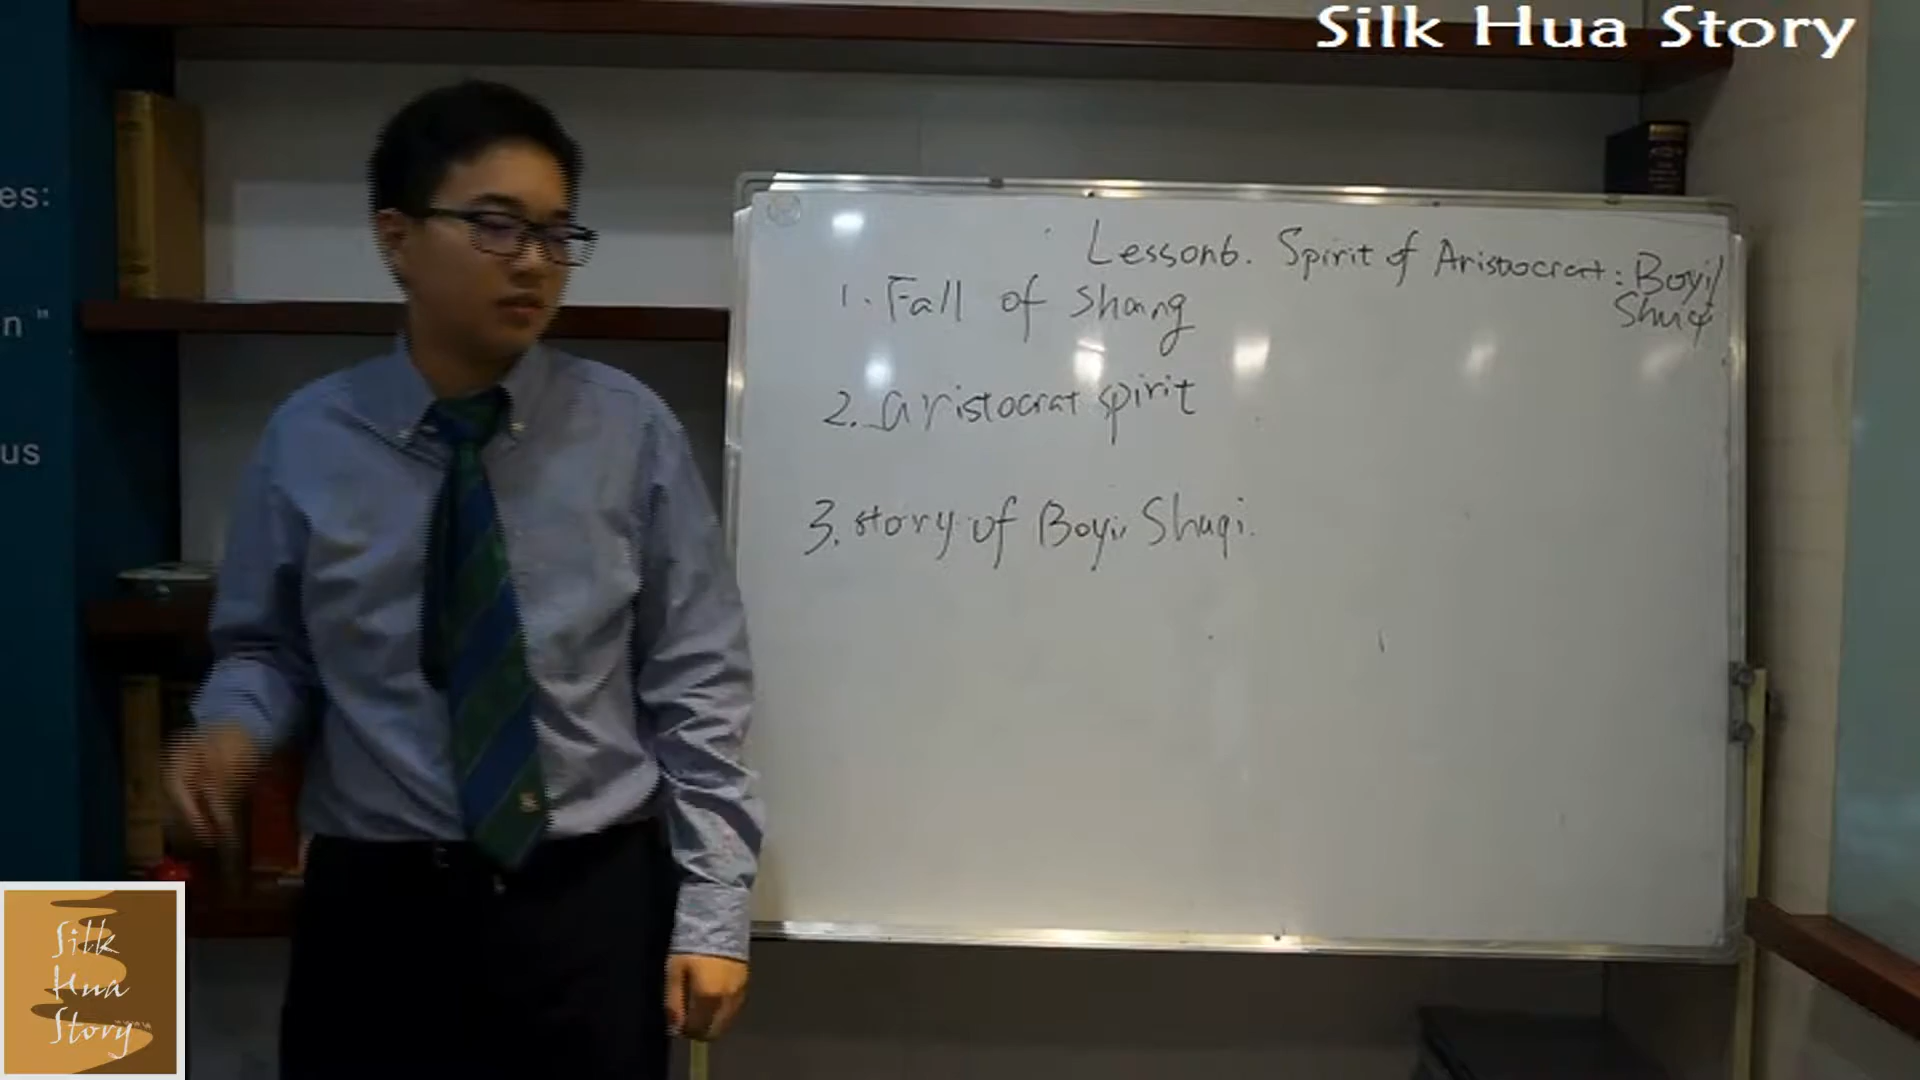 Silk Hua Story
es:
n "
us
Lesson6. Spirit of Aristocrat: Boyi/
Shuqi
1. Fall of Shang
2. aristocrat spirit
3. story of Boyi Shuqi.
Silk
Hua
Story